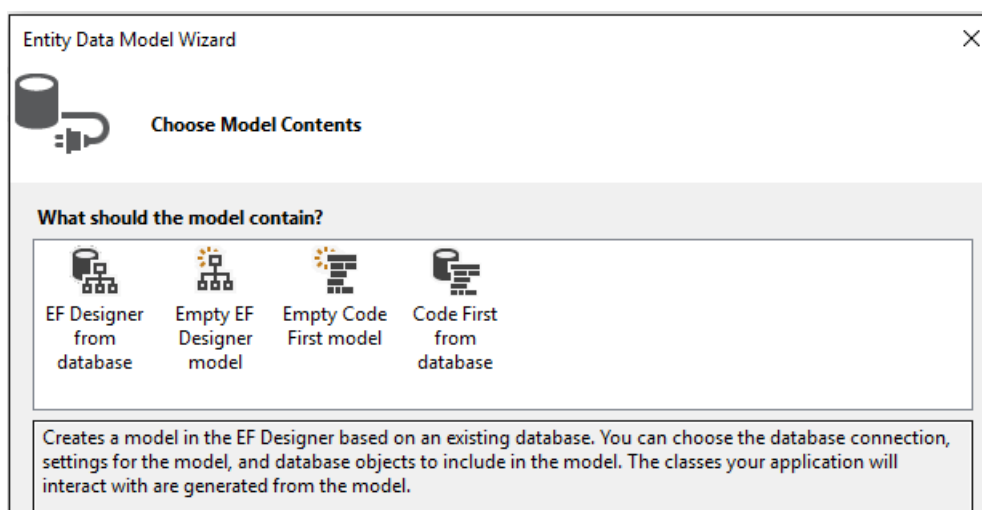 Entity Data Model Wizard
Choose Model Contents
What should the model contain?
EF Designer
from
database
Empty EF
Designer
model
Empty Code
First model
Code First
from
database
Creates a model in the EF Designer based on an existing database. You can choose the database connection,
settings for the model, and database objects to include in the model. The classes your application will
interact with are generated from the model.